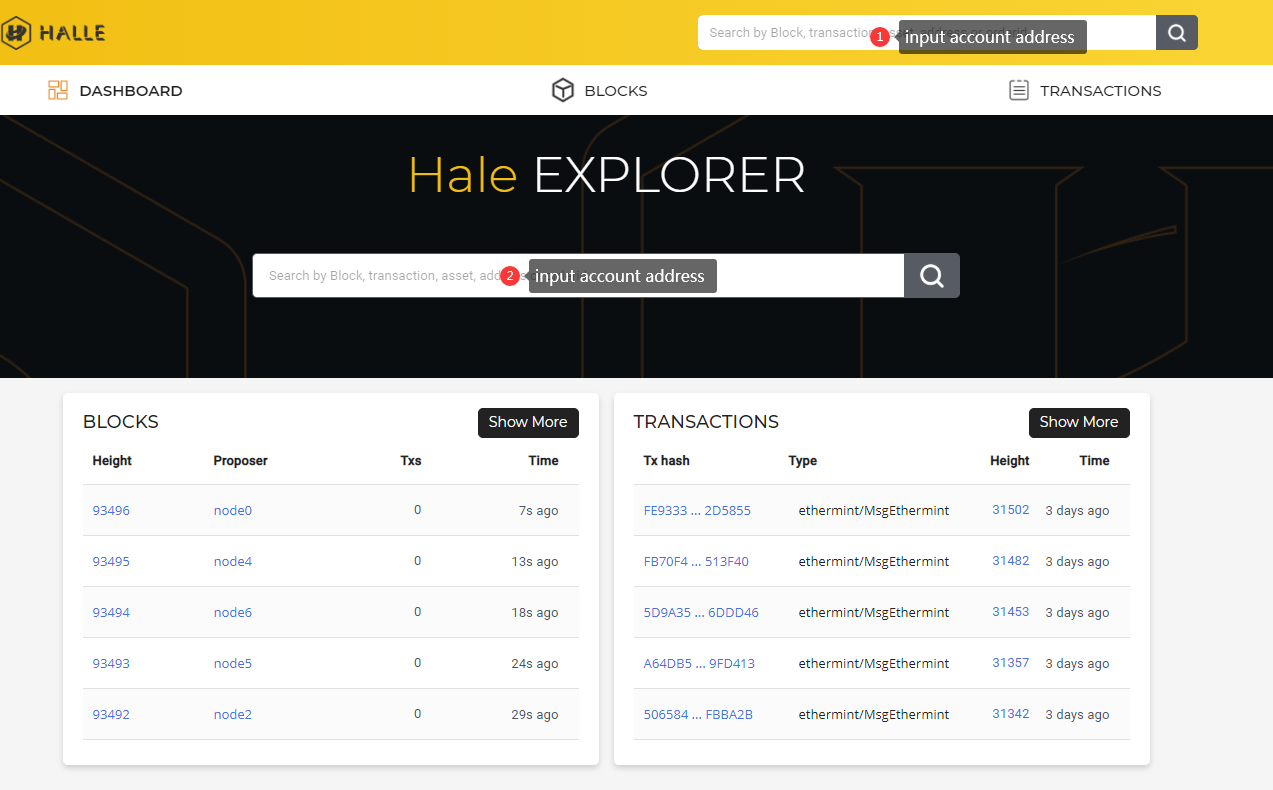 HALLE
Search by Block, transaction
1 input account address
DASHBOARD
BLOCKS
TRANSACTIONS
Hale EXPLORER
Search by Block, transaction, asset,
2 input account address
BLOCKS
Show More
Height Proposer Txs Time
93496 node0 0 7s ago
93495 node4 0 13s ago
93494 node6 0 18s ago
93493 node5 0 24s ago
93492 node2 0 29s ago
TRANSACTIONS
Show More
Tx hash Type Height Time
FE9333 ... 2D5855 ethermint/MsgEthermint 31502 3 days ago
FB70F4 ... 513F40 ethermint/MsgEthermint 31482 3 days ago
5D9A35 ... 6DDD46 ethermint/MsgEthermint 31453 3 days ago
A64DB5 ... 9FD413 ethermint/MsgEthermint 31357 3 days ago
506584 ... FBBA2B ethermint/MsgEthermint 31342 3 days ago